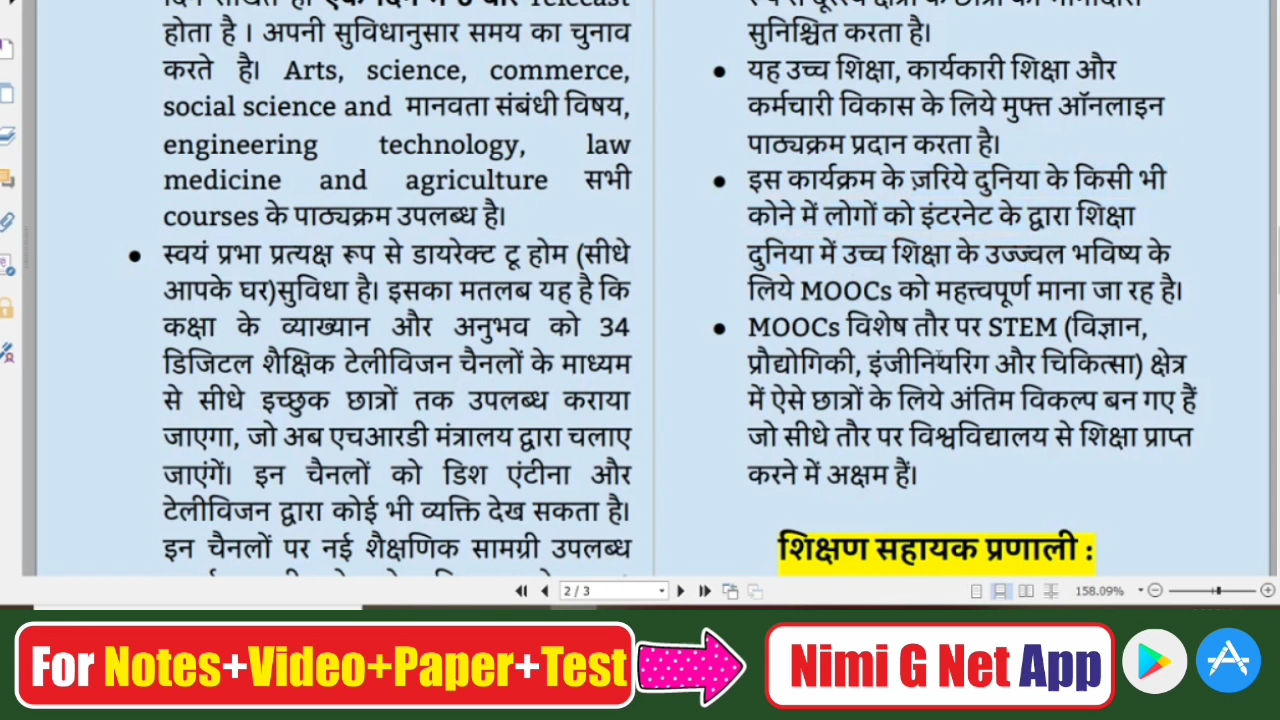 दिन साखत हा एक दिन में 6 बार Telecast
होता है । अपनी सुविधानुसार समय का चुनाव
करते है। Arts, science, commerce,
social science and मानवता संबंधी विषय,
engineering technology, law
medicine and agriculture सभी
courses के पाठ्यक्रम उपलब्ध है।
● स्वयं प्रभा प्रत्यक्ष रूप से डायरेक्ट टू होम (सीधे
आपके घर)सुविधा है। इसका मतलब यह है कि
कक्षा के व्याख्यान और अनुभव को 34
डिजिटल शैक्षिक टेलीविजन चैनलों के माध्यम
से सीधे इच्छुक छात्रों तक उपलब्ध कराया
जाएगा, जो अब एचआरडी मंत्रालय द्वारा चलाए
जाएंगें। इन चैनलों को डिश एंटीना और
टेलीविजन द्वारा कोई भी व्यक्ति देख सकता है।
इन चैनलों पर नई शैक्षणिक सामग्री उपलब्ध
सुनिश्चित करता है।
● यह उच्च शिक्षा, कार्यकारी शिक्षा और
कर्मचारी विकास के लिये मुफ्त ऑनलाइन
पाठ्यक्रम प्रदान करता है।
● इस कार्यक्रम के ज़रिये दुनिया के किसी भी
कोने में लोगों को इंटरनेट के द्वारा शिक्षा
दुनिया में उच्च शिक्षा के उज्ज्वल भविष्य के
लिये MOOCs को महत्त्वपूर्ण माना जा रह है।
● MOOCs विशेष तौर पर STEM (विज्ञान,
प्रौद्योगिकी, इंजीनियरिंग और चिकित्सा) क्षेत्र
में ऐसे छात्रों के लिये अंतिम विकल्प बन गए हैं
जो सीधे तौर पर विश्वविद्यालय से शिक्षा प्राप्त
करने में अक्षम हैं।
शिक्षण सहायक प्रणाली :
2 / 3
158.09%
For Notes+Video+Paper+Test
Nimi G Net App